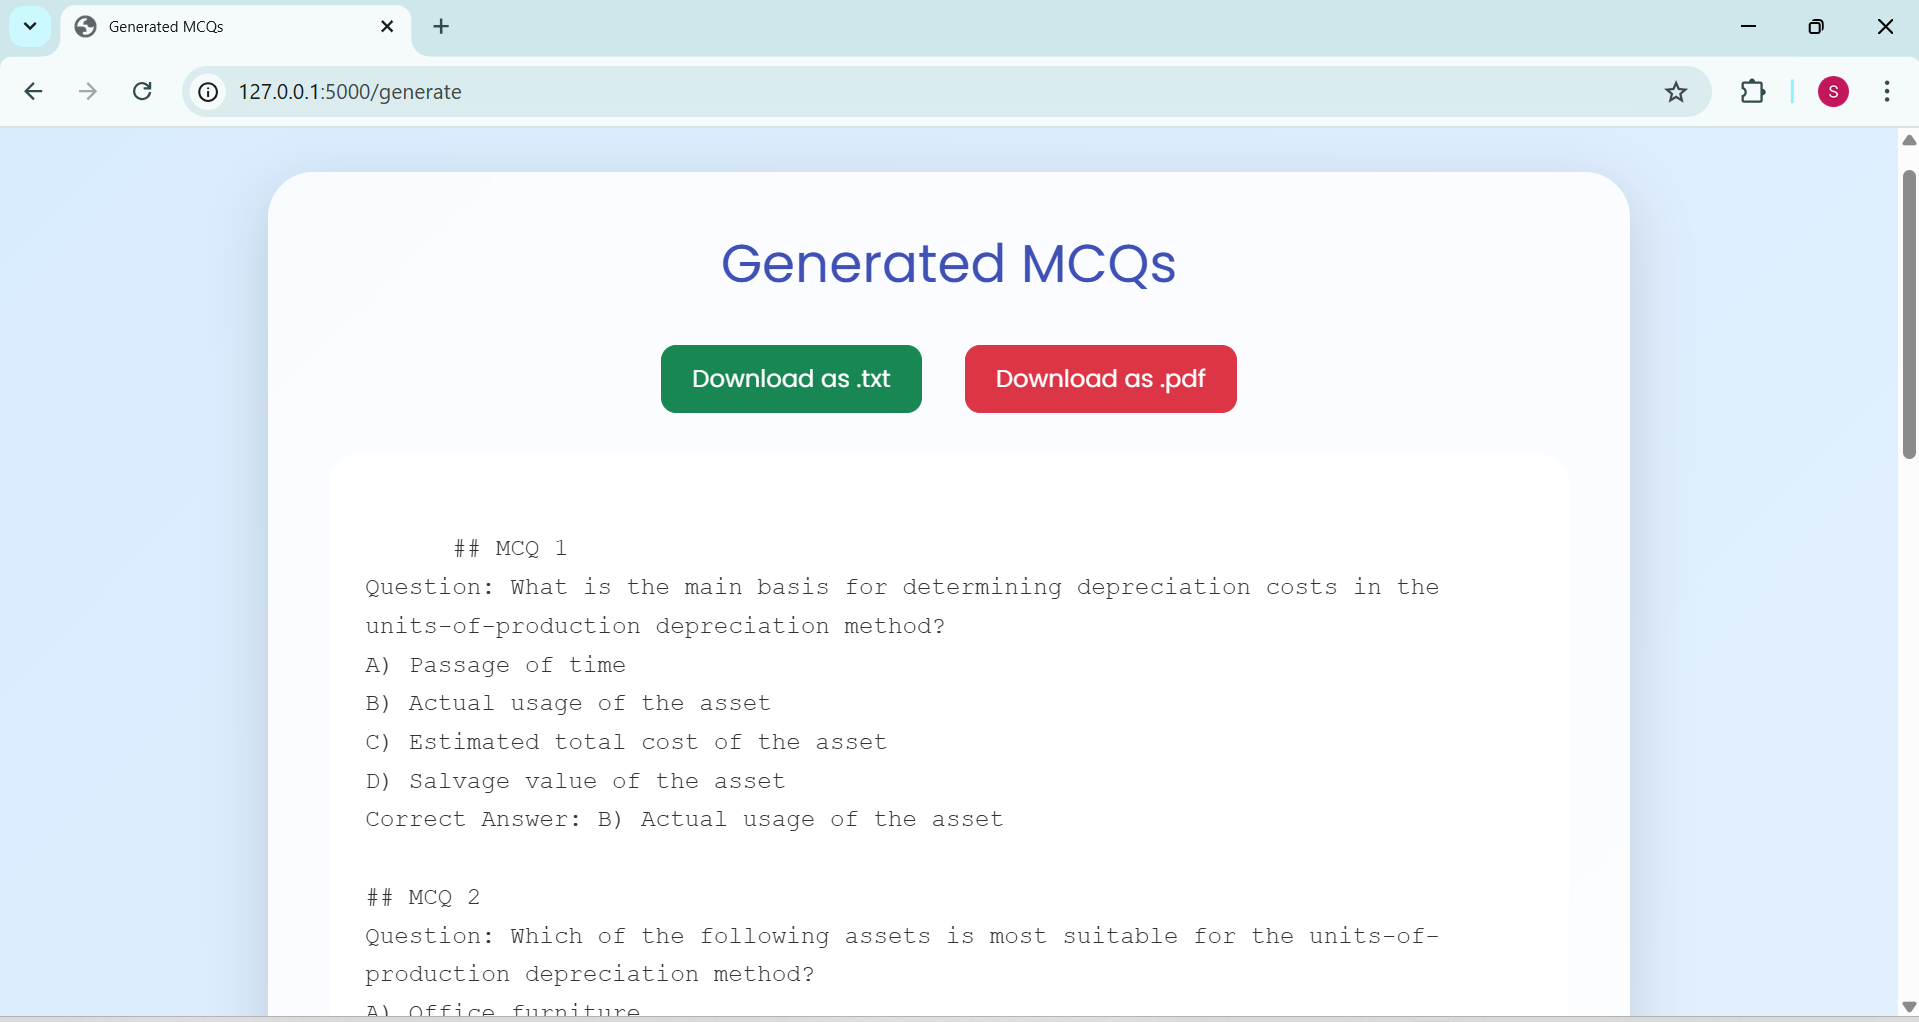 Generated MCQs
127.0.0.1:5000/generate
S
Generated MCQs
Download as .txt
Download as .pdf
## MCQ 1
Question: What is the main basis for determining depreciation costs in the
units-of-production depreciation method?
A) Passage of time
B) Actual usage of the asset
C) Estimated total cost of the asset
D) Salvage value of the asset
Correct Answer: B) Actual usage of the asset
## MCQ 2
Question: Which of the following assets is most suitable for the units-of-
production depreciation method?
A) Office furniture